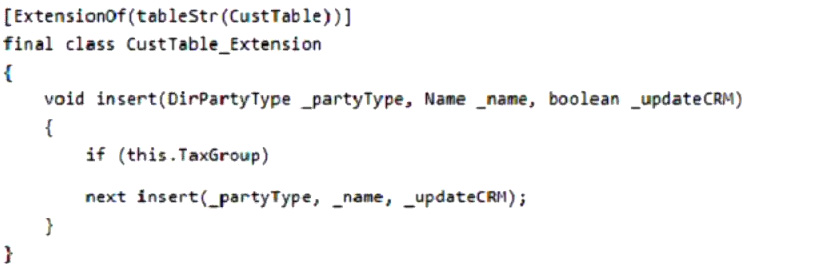 [ExtensionOf(tableStr(CustTable))]
final class CustTable_Extension
{
    void insert(DirPartyType _partyType, Name _name, boolean _updateCRM)
    {
        if (this.TaxGroup)
        next insert(_partyType, _name, _updateCRM);
    }
}